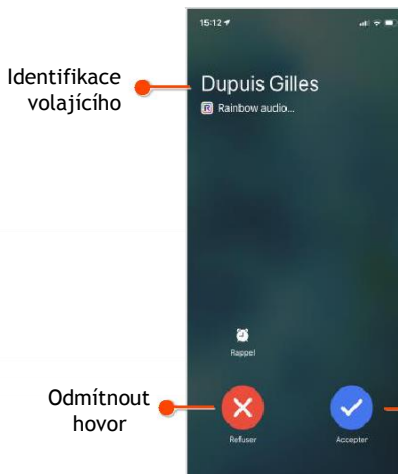 15:12
Identifikace
volajícího
Dupuis Gilles
Rainbow audio...
Rappel
Odmítnout
hovor
Refuser
Accepter